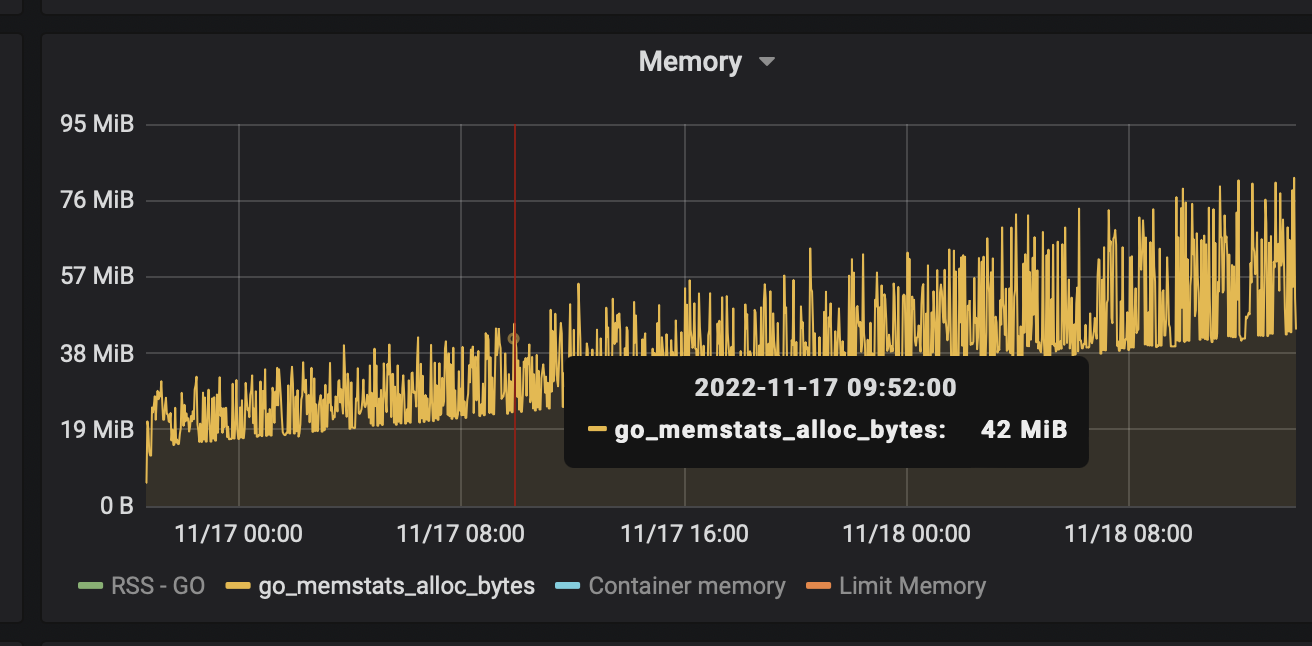 Memory
95 MiB
76 MiB
57 MiB
38 MiB
19 MiB
0 B
2022-11-17 09:52:00
go_memstats_alloc_bytes: 42 MiB
11/17 00:00 11/17 08:00 11/17 16:00 11/18 00:00 11/18 08:00
RSS - GO go_memstats_alloc_bytes Container memory Limit Memory